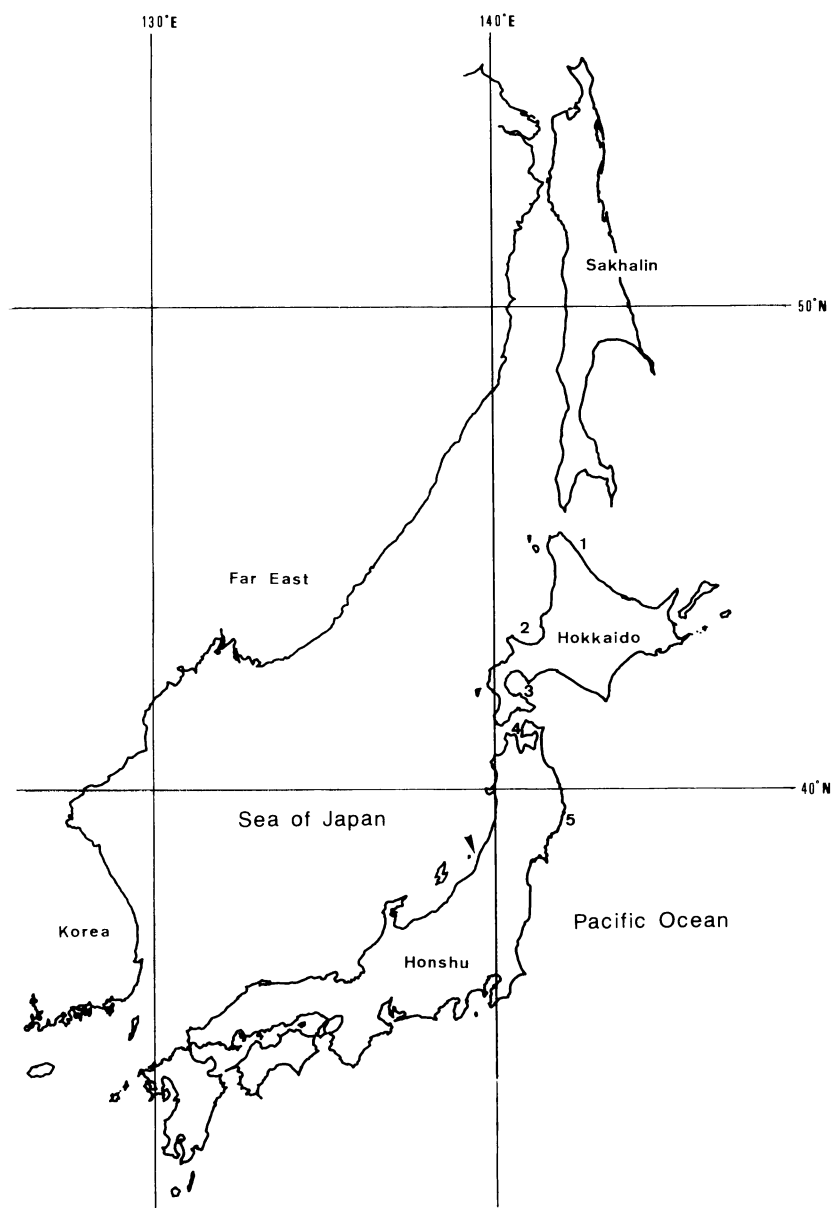 130°E 140°E
Sakhalin
50°N
1
Far East
2
Hokkaido
3
4
40°N
Sea of Japan
5
Pacific Ocean
Korea
Honshu